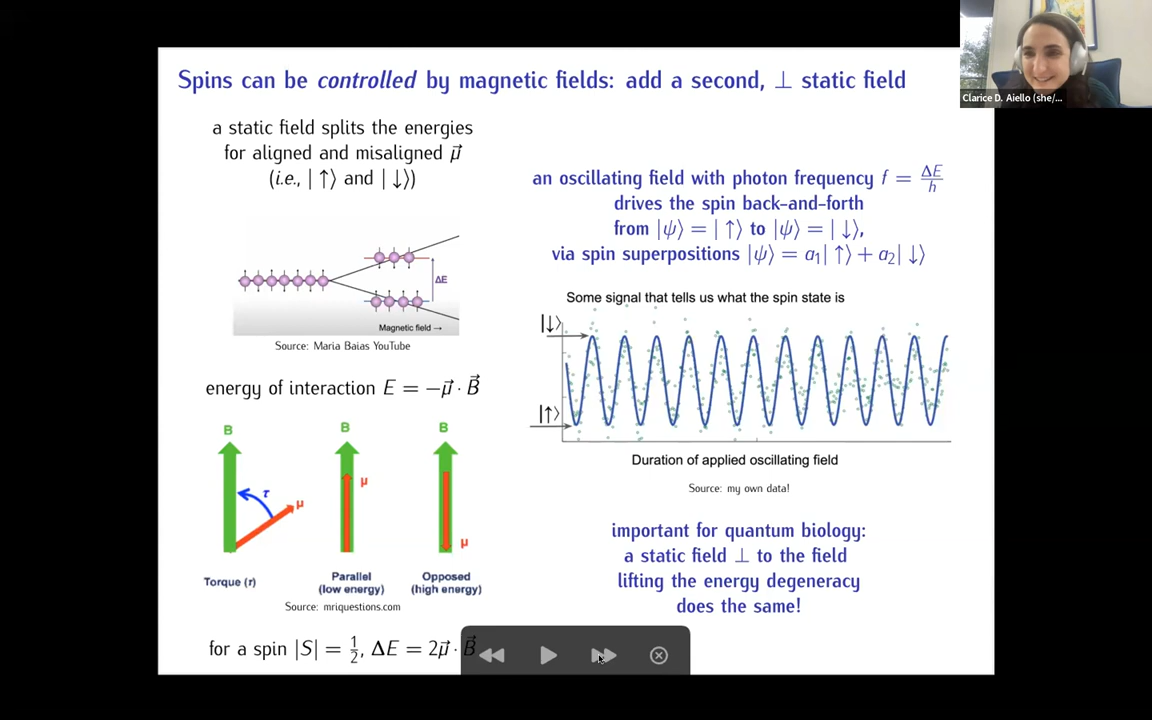 Spins can be controlled by magnetic fields: add a second, ⊥ static field
a static field splits the energies
for aligned and misaligned μ⃗
(i.e., |↑⟩ and |↓⟩)
ΔE
Magnetic field →
Source: Maria Baias YouTube
energy of interaction E = −μ⃗ · B⃗
B
τ
μ
Torque (τ)
B
μ
Parallel
(low energy)
B
μ
Opposed
(high energy)
Source: mriquestions.com
for a spin |S| = 1/2, ΔE = 2μ⃗ · B⃗
an oscillating field with photon frequency f = ΔE/h
drives the spin back-and-forth
from |ψ⟩ = |↑⟩ to |ψ⟩ = |↓⟩,
via spin superpositions |ψ⟩ = a₁|↑⟩ + a₂|↓⟩
Some signal that tells us what the spin state is
|↓⟩
|↑⟩
Duration of applied oscillating field
Source: my own data!
important for quantum biology:
a static field ⊥ to the field
lifting the energy degeneracy
does the same!
Clarice D. Aiello (she/...